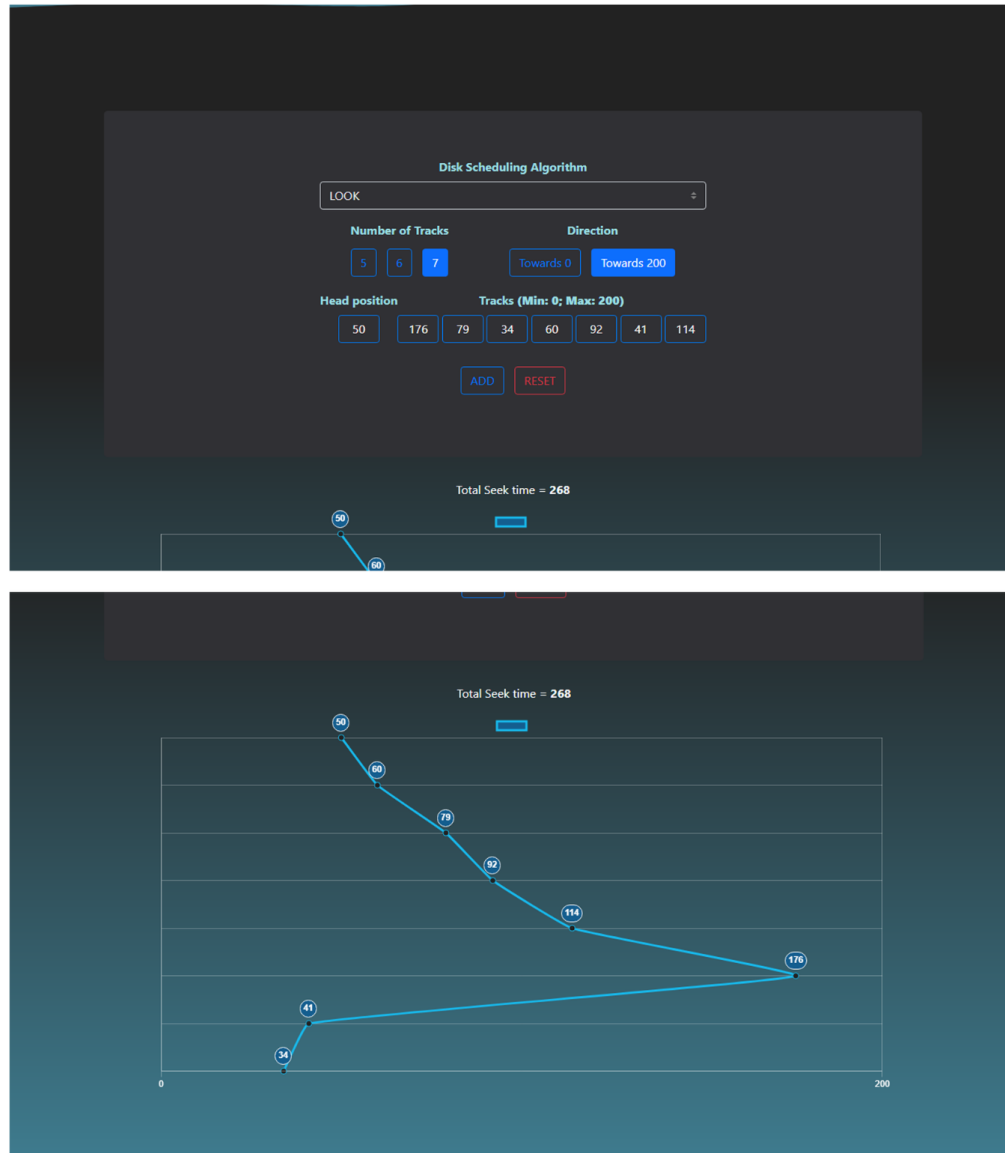 Disk Scheduling Algorithm
LOOK
Number of Tracks Direction
5 6 7 Towards 0 Towards 200
Head position Tracks (Min: 0; Max: 200)
50 176 79 34 60 92 41 114
ADD RESET
Total Seek time = 268
50
60
Total Seek time = 268
50
60
79
92
114
176
41
34
0 200